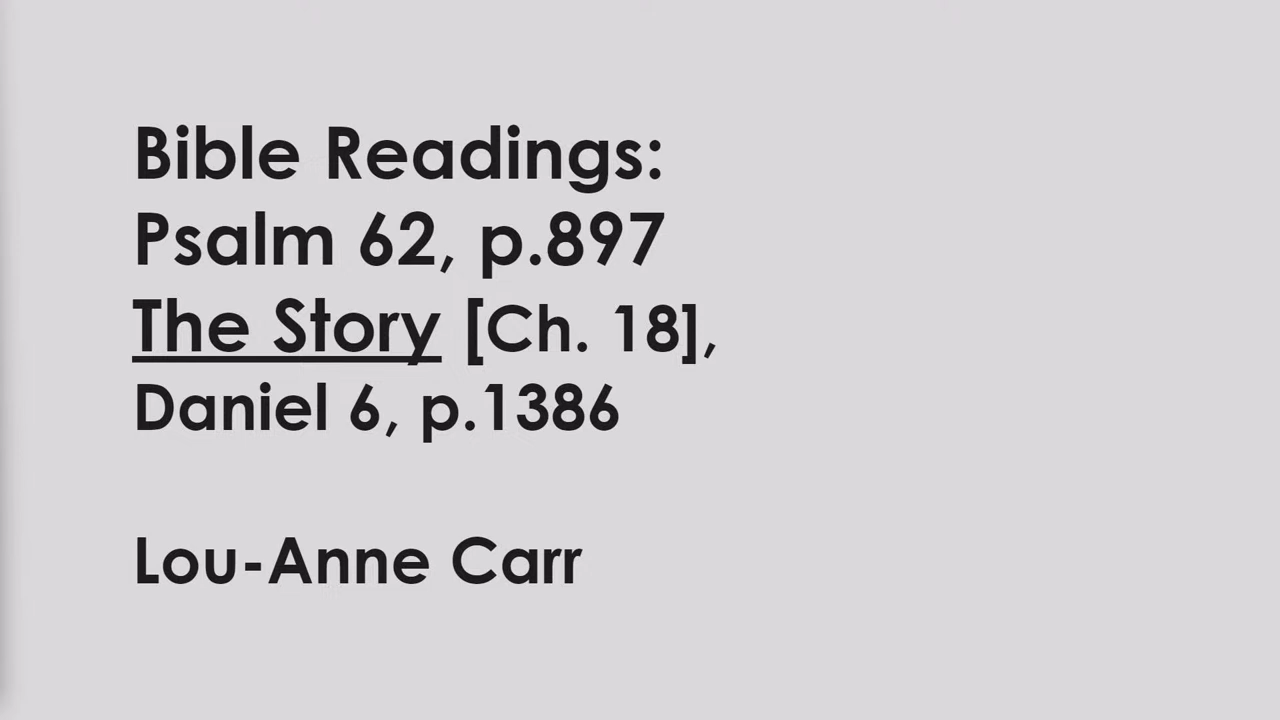 Bible Readings:
Psalm 62, p.897
The Story [Ch. 18],
Daniel 6, p.1386
Lou-Anne Carr